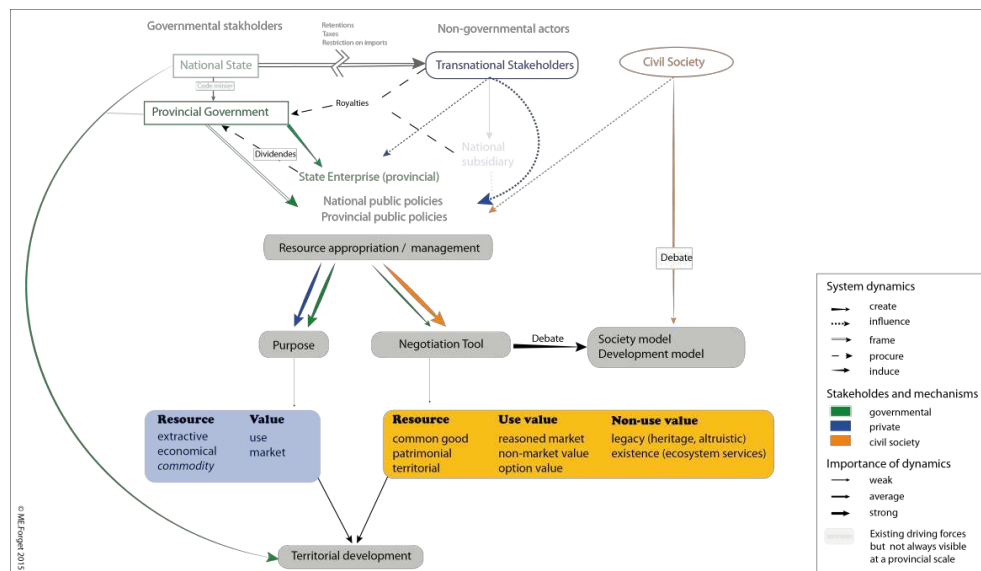 Governmental stakholders
Non-governmental actors
Retentions
Taxes
Restriction on imports
National State
Transnational Stakeholders
Civil Society
Code minier
Provincial Government
Royalties
Dividendes
National
subsidiary
State Enterprise (provincial)
National public policies
Provincial public policies
Resource appropriation / management
Debate
Purpose
Negotiation Tool
Debate
Society model
Development model
Resource Value
extractive use
economical market
commodity
Resource Use value Non-use value
common good reasoned market legacy (heritage, altruistic)
patrimonial non-market value existence (ecosystem services)
territorial option value
Territorial development
System dynamics
create
influence
frame
procure
induce
Stakeholdes and mechanisms
governmental
private
civil society
Importance of dynamics
weak
average
strong
Existing driving forces
but not always visible
at a provincial scale
© ME.Forget 2015